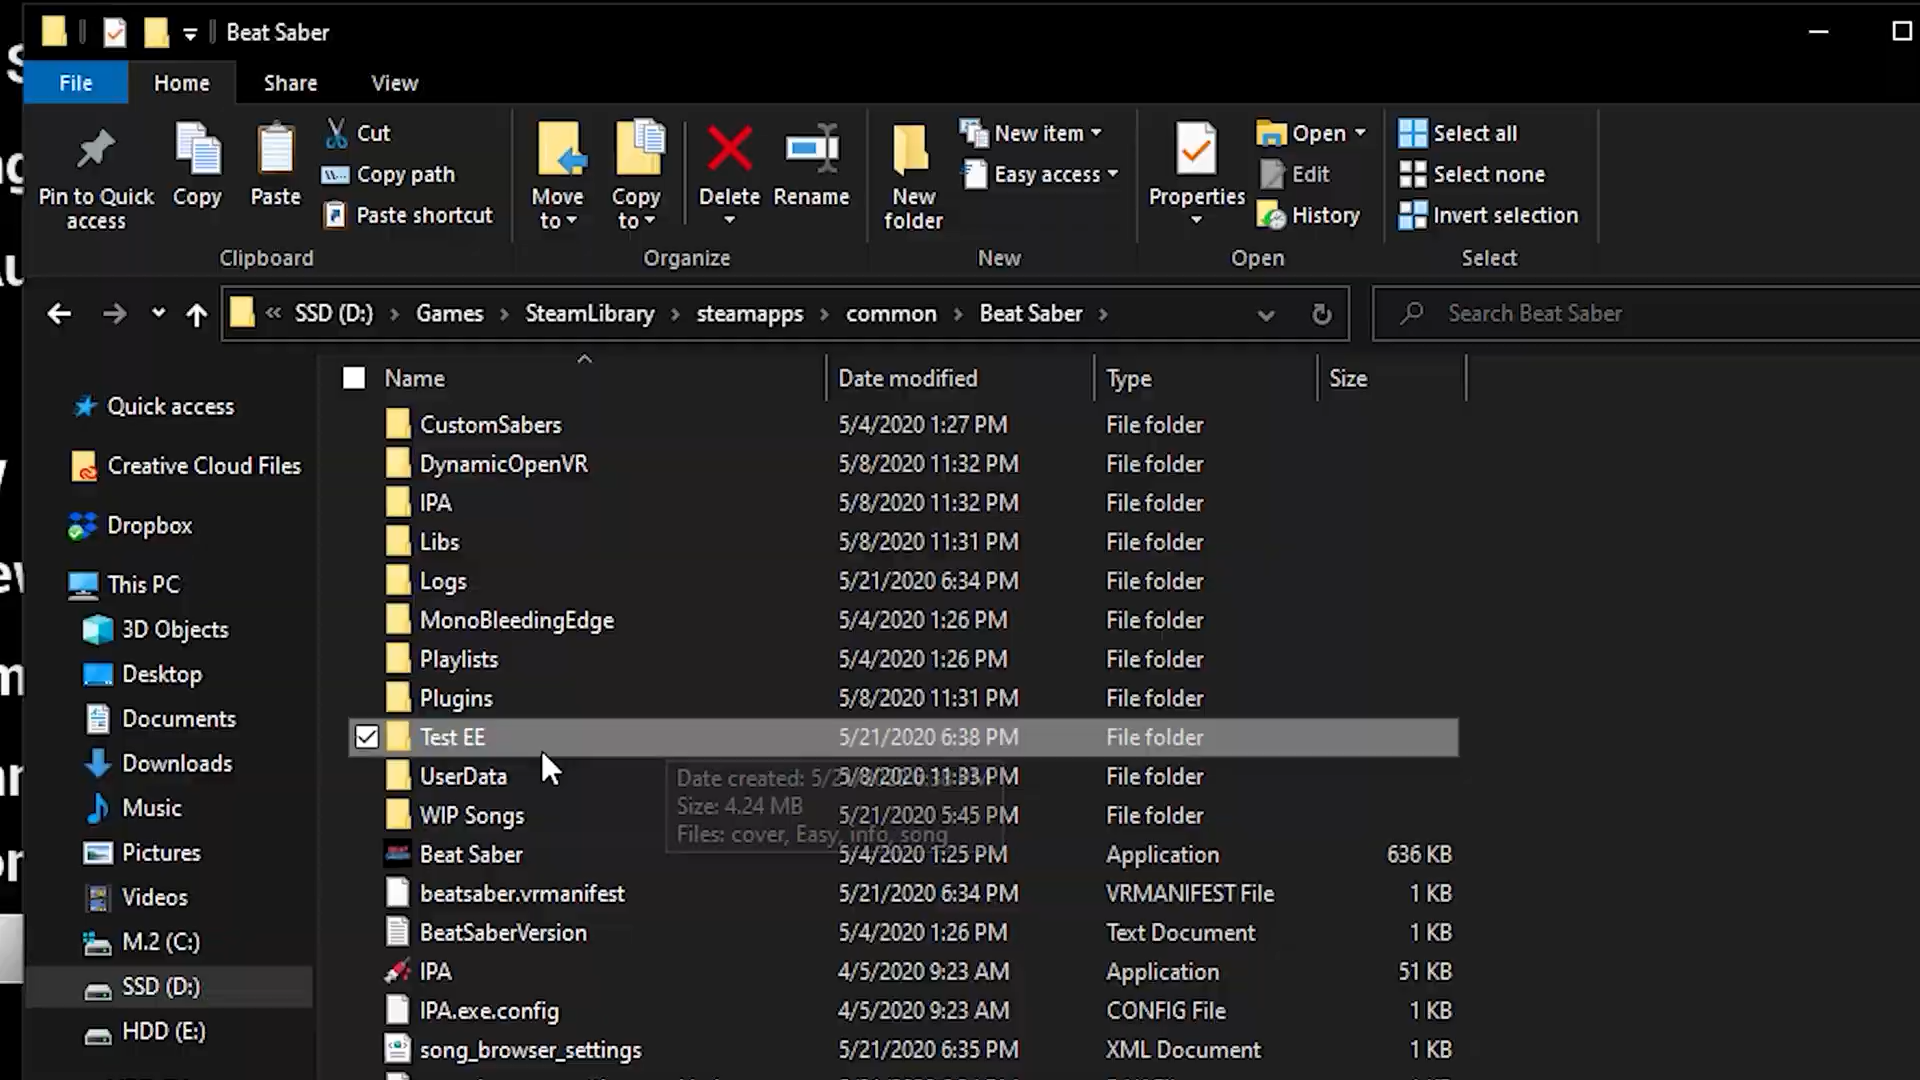 Beat Saber
File Home Share View
Pin to Quick access
Copy
Paste
Cut
Copy path
Paste shortcut
Move to
Copy to
Delete
Rename
New folder
New item
Easy access
Properties
Open
Edit
History
Select all
Select none
Invert selection
Clipboard Organize New Open Select
« SSD (D:) › Games › SteamLibrary › steamapps › common › Beat Saber ›
Search Beat Saber
Name Date modified Type Size
Quick access
Creative Cloud Files
Dropbox
This PC
3D Objects
Desktop
Documents
Downloads
Music
Pictures
Videos
M.2 (C:)
SSD (D:)
HDD (E:)
CustomSabers 5/4/2020 1:27 PM File folder
DynamicOpenVR 5/8/2020 11:32 PM File folder
IPA 5/8/2020 11:32 PM File folder
Libs 5/8/2020 11:31 PM File folder
Logs 5/21/2020 6:34 PM File folder
MonoBleedingEdge 5/4/2020 1:26 PM File folder
Playlists 5/4/2020 1:26 PM File folder
Plugins 5/8/2020 11:31 PM File folder
Test EE 5/21/2020 6:38 PM File folder
UserData 5/8/2020 11:33 PM File folder
WIP Songs 5/21/2020 5:45 PM File folder
Beat Saber 5/4/2020 1:25 PM Application 636 KB
beatsaber.vrmanifest 5/21/2020 6:34 PM VRMANIFEST File 1 KB
BeatSaberVersion 5/4/2020 1:26 PM Text Document 1 KB
IPA 4/5/2020 9:23 AM Application 51 KB
IPA.exe.config 4/5/2020 9:23 AM CONFIG File 1 KB
song_browser_settings 5/21/2020 6:35 PM XML Document 1 KB
Date created:
Size: 4.24 MB
Files: cover, Easy, info, song